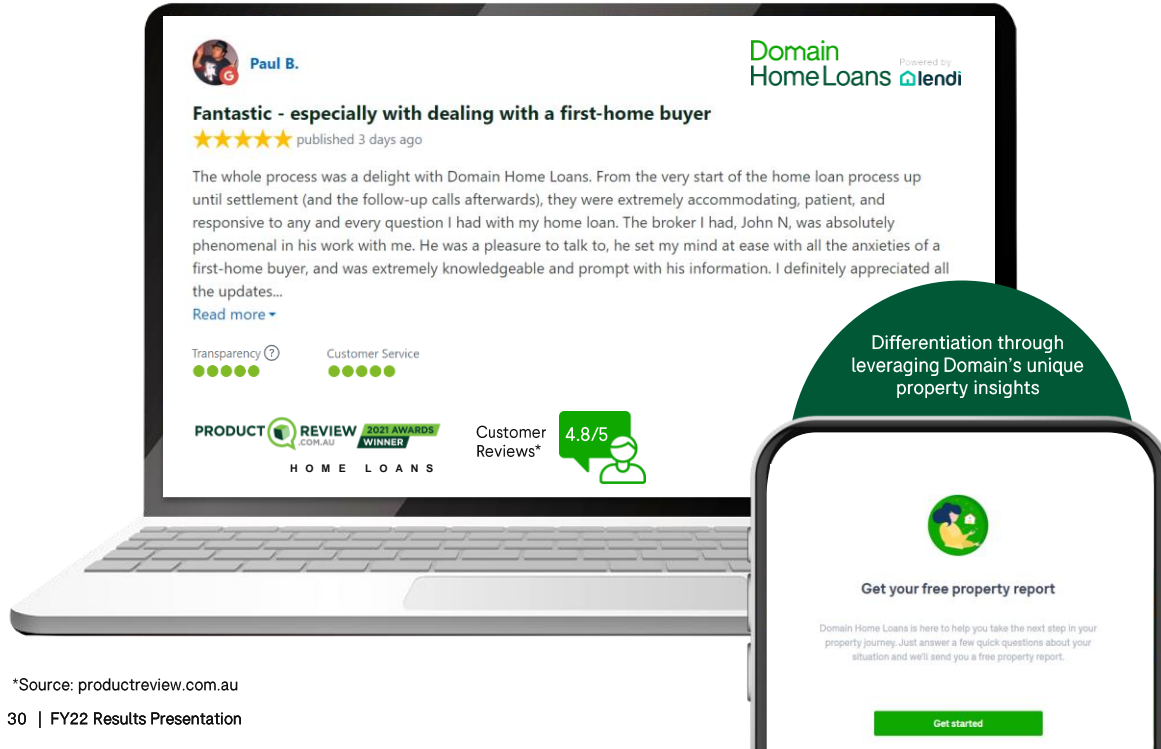 Paul B.
Domain
Home Loans
Powered by
lendi
Fantastic - especially with dealing with a first-home buyer
published 3 days ago
The whole process was a delight with Domain Home Loans. From the very start of the home loan process up
until settlement (and the follow-up calls afterwards), they were extremely accommodating, patient, and
responsive to any and every question I had with my home loan. The broker I had, John N, was absolutely
phenomenal in his work with me. He was a pleasure to talk to, he set my mind at ease with all the anxieties of a
first-home buyer, and was extremely knowledgeable and prompt with his information. I definitely appreciated all
the updates...
Read more
Transparency ?
Customer Service
PRODUCT REVIEW
.COM.AU
2021 AWARDS
WINNER
HOME LOANS
Customer
Reviews*
4.8/5
Differentiation through
leveraging Domain's unique
property insights
Get your free property report
Domain Home Loans is here to help you take the next step in your
property journey. Just answer a few quick questions about your
situation and we'll send you a free property report.
Get started
*Source: productreview.com.au
30 | FY22 Results Presentation